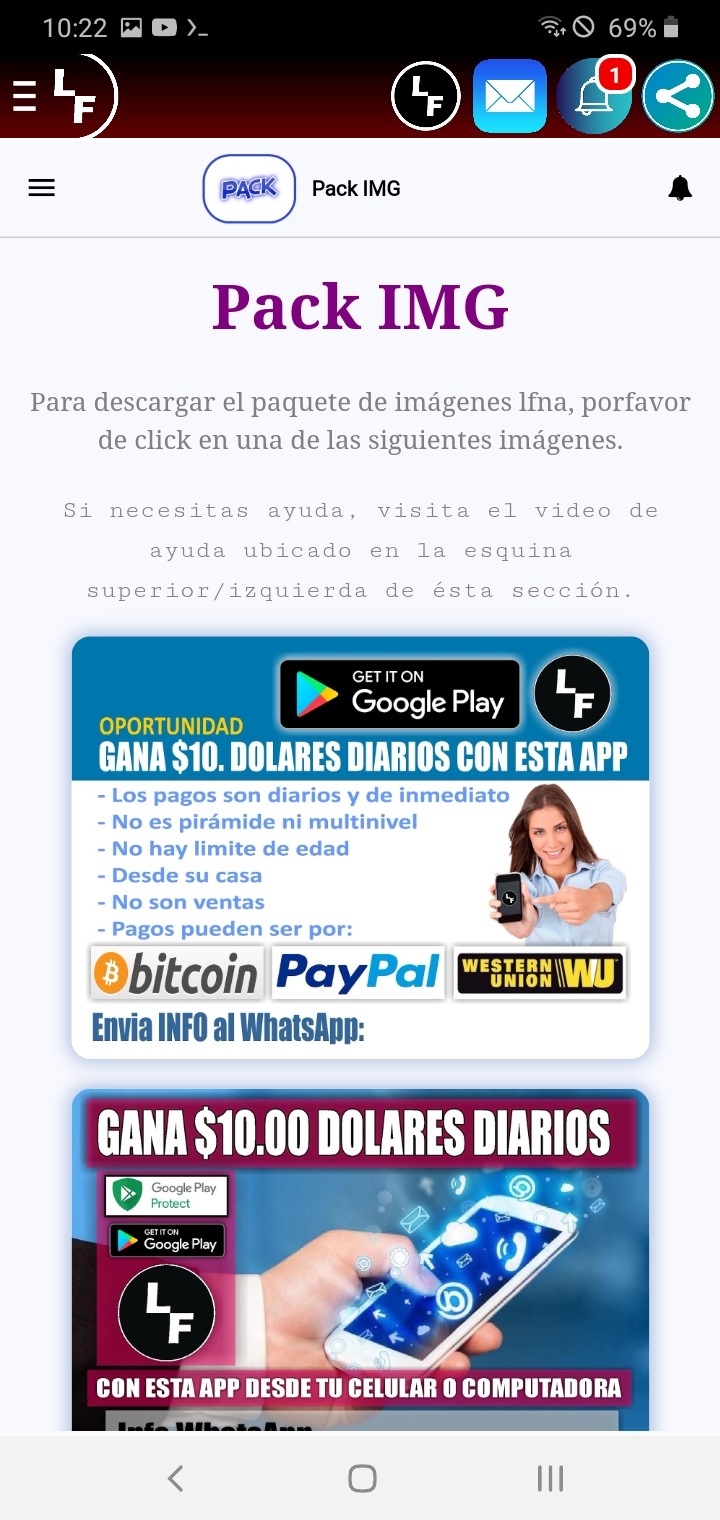 10:22
69%
LF
LF
1
PACK
Pack IMG
Pack IMG
Para descargar el paquete de imágenes lfna, porfavor
de click en una de las siguientes imágenes.
Si necesitas ayuda, visita el video de
ayuda ubicado en la esquina
superior/izquierda de ésta sección.
GET IT ON
Google Play
LF
OPORTUNIDAD
GANA $10. DOLARES DIARIOS CON ESTA APP
- Los pagos son diarios y de inmediato
- No es pirámide ni multinivel
- No hay limite de edad
- Desde su casa
- No son ventas
- Pagos pueden ser por:
LF
bitcoin
PayPal
WESTERN
UNION WU
Envia INFO al WhatsApp:
GANA $10.00 DOLARES DIARIOS
Google Play
Protect
GET IT ON
Google Play
LF
CON ESTA APP DESDE TU CELULAR O COMPUTADORA
Info WhatsApp